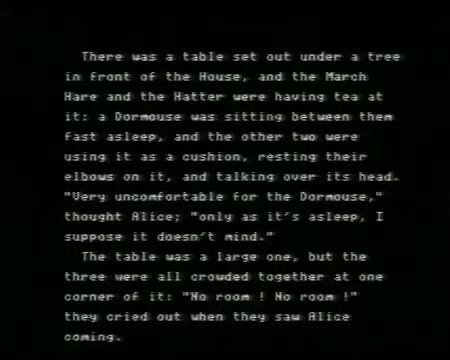 There was a table set out under a tree
in front of the House, and the March
Hare and the Hatter were having tea at
it: a Dormouse was sitting between them
fast asleep, and the other two were
using it as a cushion, resting their
elbows on it, and talking over its head.
"Very uncomfortable for the Dormouse,"
thought Alice; "only as it's asleep, I
suppose it doesn't mind."
The table was a large one, but the
three were all crowded together at one
corner of it: "No room ! No room !"
they cried out when they saw Alice
coming.